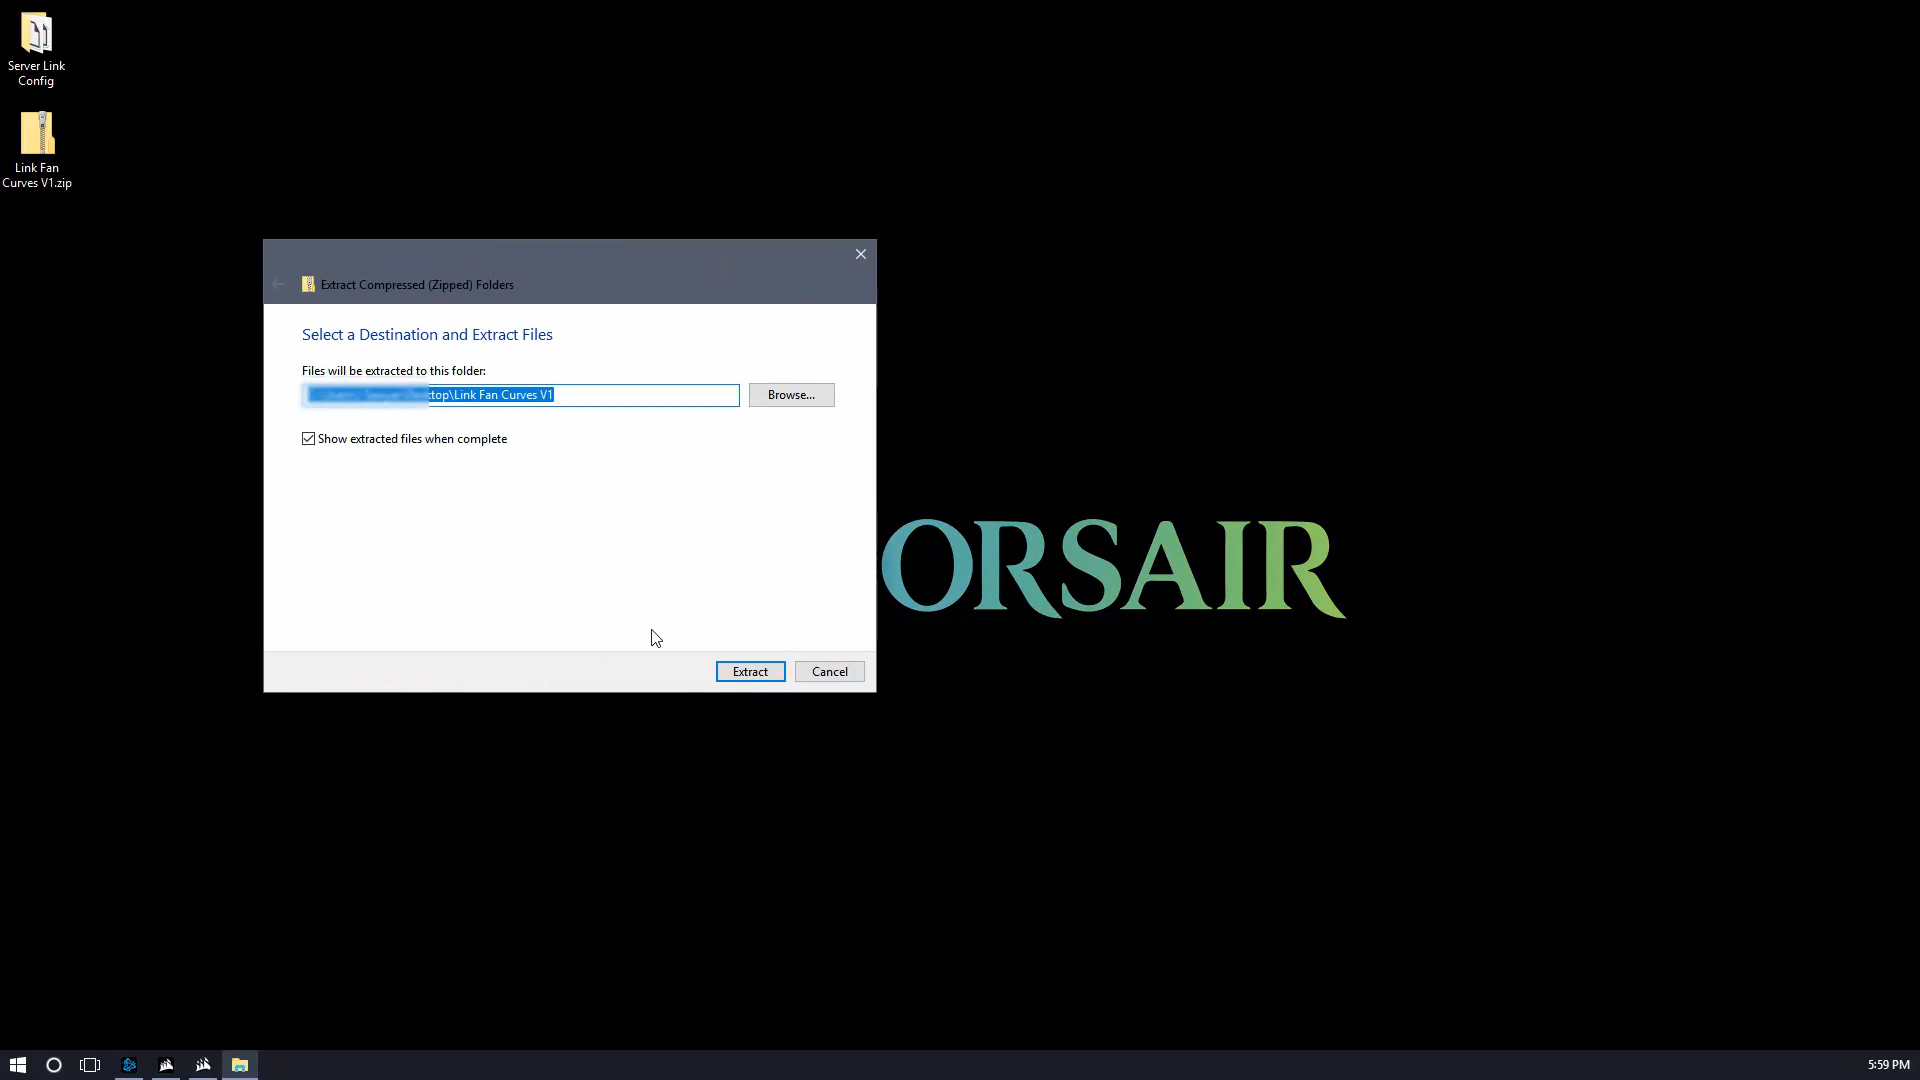 Server Link
Config
Link Fan
Curves V1.zip
Extract Compressed (Zipped) Folders
Select a Destination and Extract Files
Files will be extracted to this folder:
top\Link Fan Curves V1
Browse...
Show extracted files when complete
Extract
Cancel
ORSAIR
5:59 PM